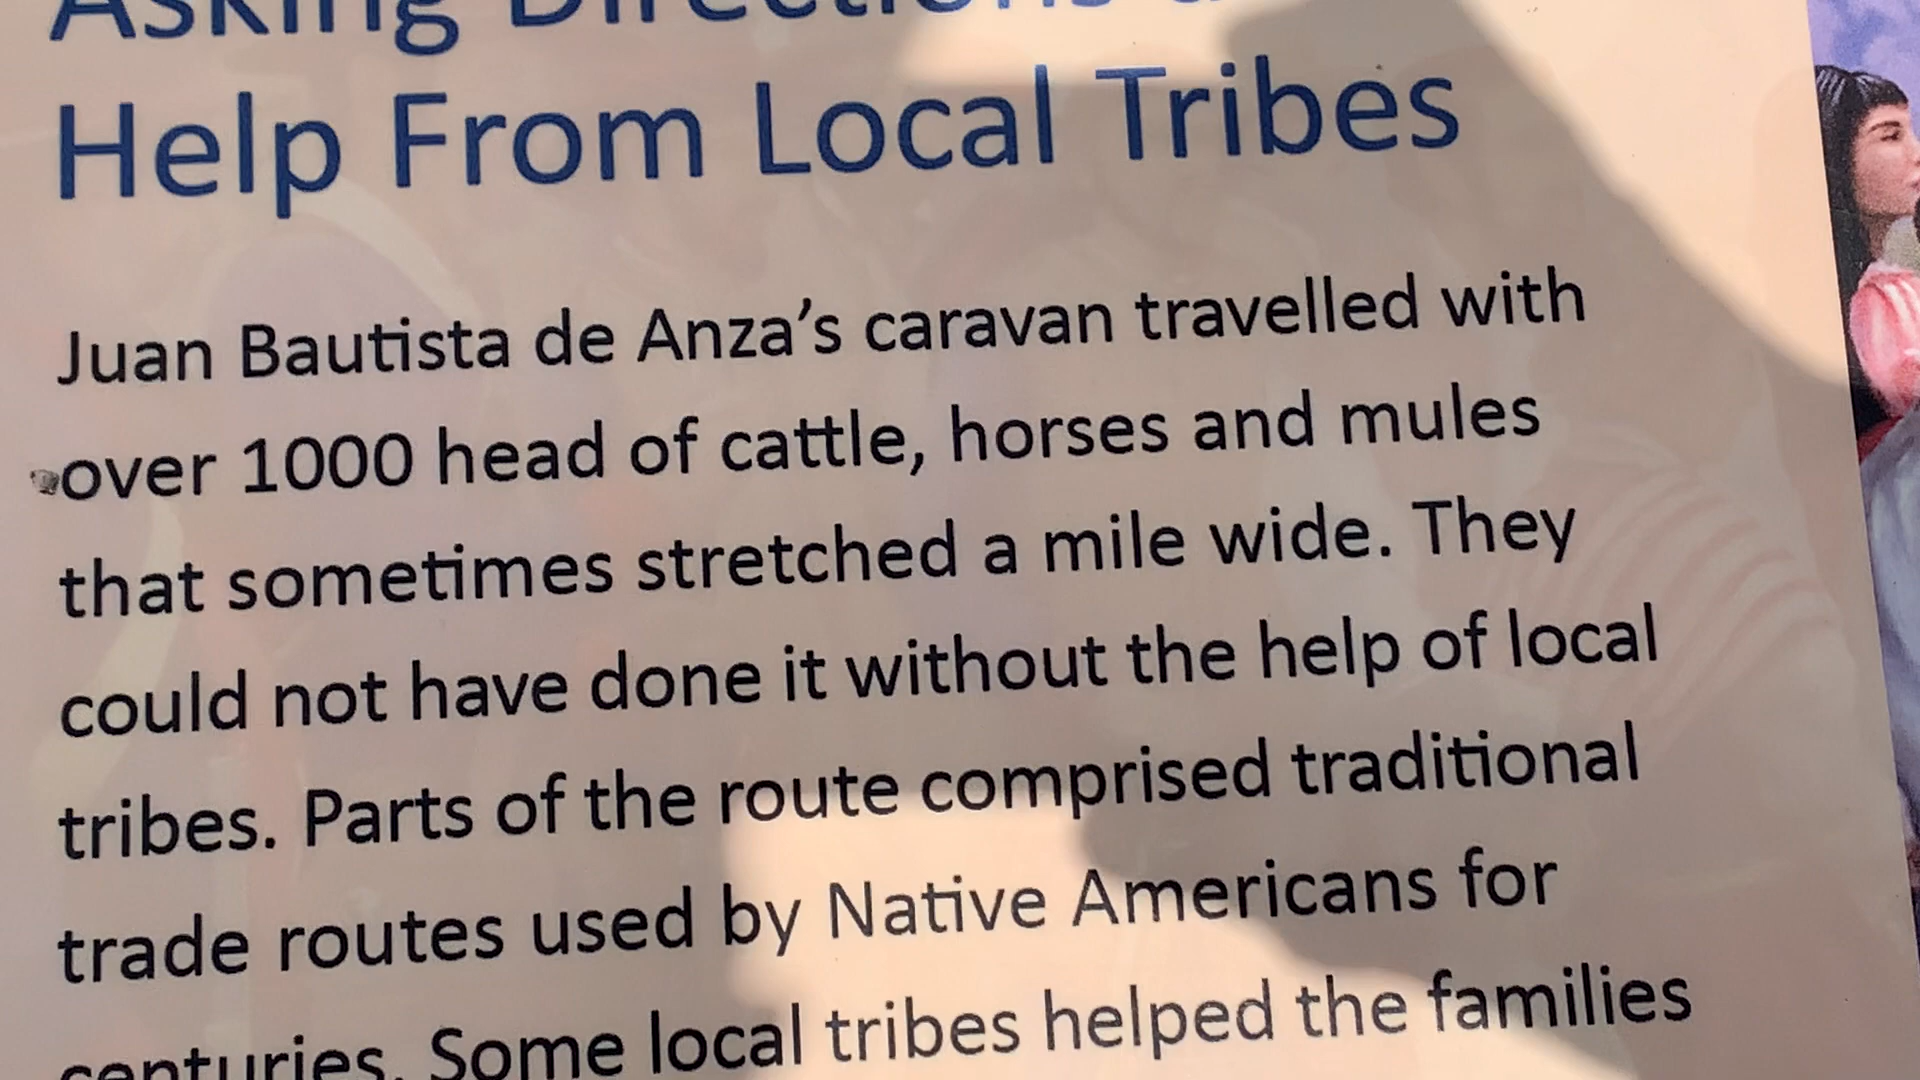 Asking Directions
Help From Local Tribes
Juan Bautista de Anza's caravan travelled with
over 1000 head of cattle, horses and mules
that sometimes stretched a mile wide. They
could not have done it without the help of local
tribes. Parts of the route comprised traditional
trade routes used by Native Americans for
centuries. Some local tribes helped the families